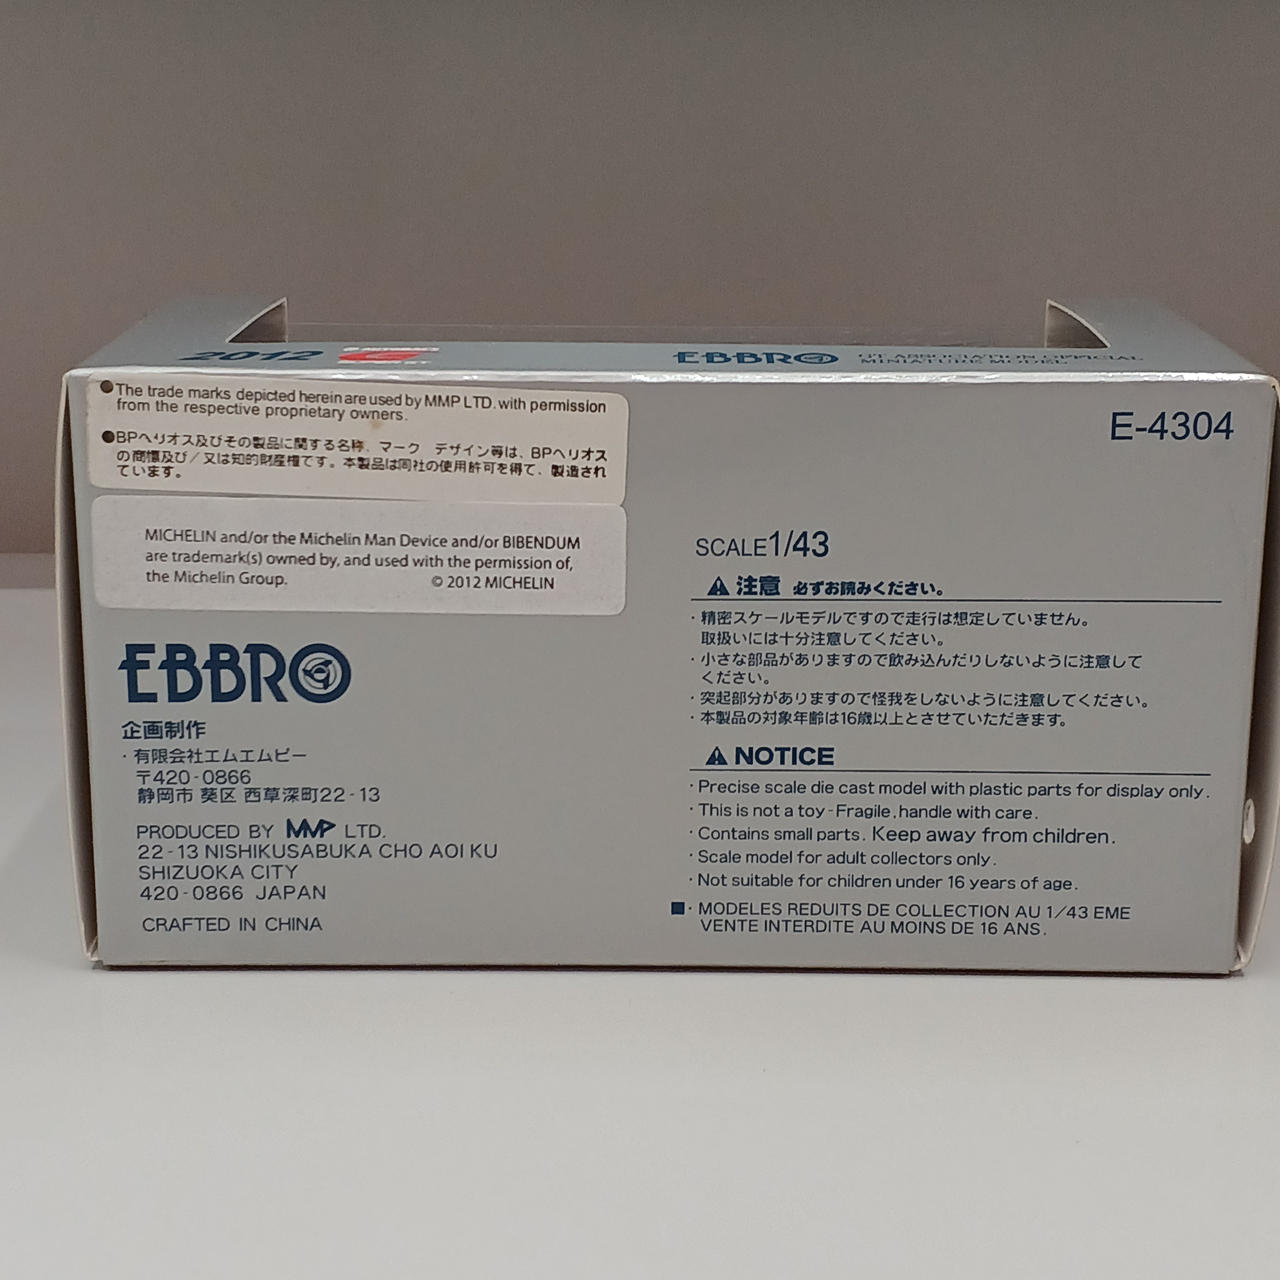 2012
EBBRO
GT ASSOCIATION OFFICIAL
MINIATURE MODEL
●The trade marks depicted herein are used by MMP LTD. with permission
from the respective proprietary owners.
●BPヘリオス及びその製品に関する名称、マーク デザイン等は、BPヘリオス
の商標及び/又は知的財産権です。本製品は同社の使用許可を得て、製造され
ています。
MICHELIN and/or the Michelin Man Device and/or BIBENDUM
are trademark(s) owned by, and used with the permission of,
the Michelin Group. © 2012 MICHELIN
EBBRO
企画制作
・有限会社エムエムピー
〒420-0866
静岡市 葵区 西草深町22-13
PRODUCED BY MMP LTD.
22-13 NISHIKUSABUKA CHO AOI KU
SHIZUOKA CITY
420-0866 JAPAN
CRAFTED IN CHINA
E-4304
SCALE1/43
注意 必ずお読みください。
・精密スケールモデルですので走行は想定していません。
取扱いには十分注意してください。
・小さな部品がありますので飲み込んだりしないように注意して
ください。
・突起部分がありますので怪我をしないように注意してください。
・本製品の対象年齢は16歳以上とさせていただきます。
NOTICE
・Precise scale die cast model with plastic parts for display only.
・This is not a toy-Fragile,handle with care.
・Contains small parts. Keep away from children.
・Scale model for adult collectors only.
・Not suitable for children under 16 years of age.
■・MODELES REDUITS DE COLLECTION AU 1/43 EME
VENTE INTERDITE AU MOINS DE 16 ANS.